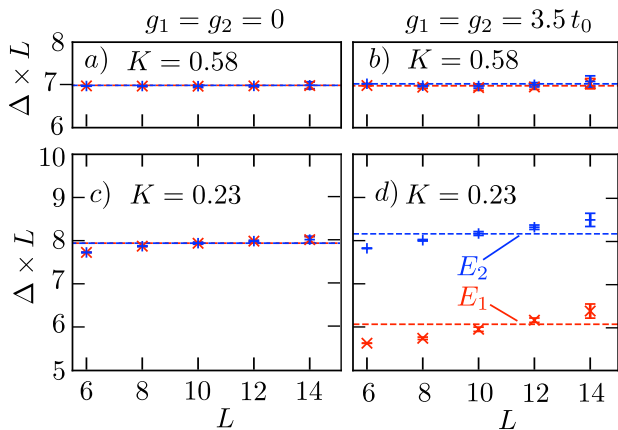 g₁ = g₂ = 0
g₁ = g₂ = 3.5 t₀
8
7
6
Δ × L
a) K = 0.58
b) K = 0.58
10
9
8
7
6
5
Δ × L
c) K = 0.23
d) K = 0.23
E₂
E₁
6 8 10 12 14
6 8 10 12 14
L
L